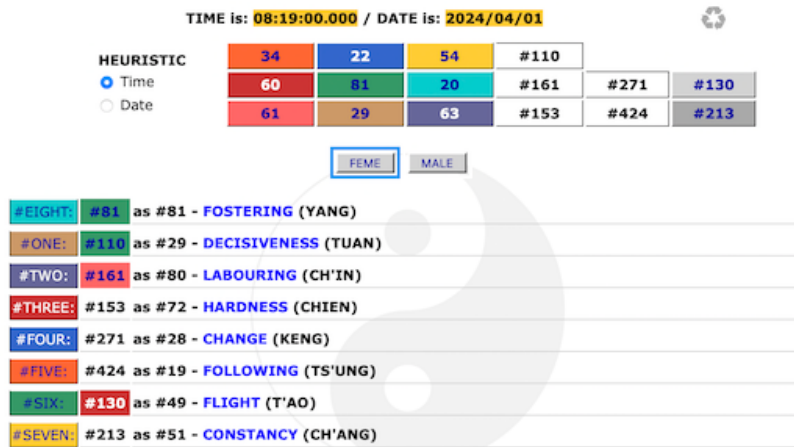 TIME is: 08:19:00.000 / DATE is: 2024/04/01
HEURISTIC
Time
Date
34 22 54 #110
60 81 20 #161 #271 #130
61 29 63 #153 #424 #213
FEME MALE
#EIGHT: #81 as #81 - FOSTERING (YANG)
#ONE: #110 as #29 - DECISIVENESS (TUAN)
#TWO: #161 as #80 - LABOURING (CH'IN)
#THREE: #153 as #72 - HARDNESS (CHIEN)
#FOUR: #271 as #28 - CHANGE (KENG)
#FIVE: #424 as #19 - FOLLOWING (TS'UNG)
#SIX: #130 as #49 - FLIGHT (T'AO)
#SEVEN: #213 as #51 - CONSTANCY (CH'ANG)